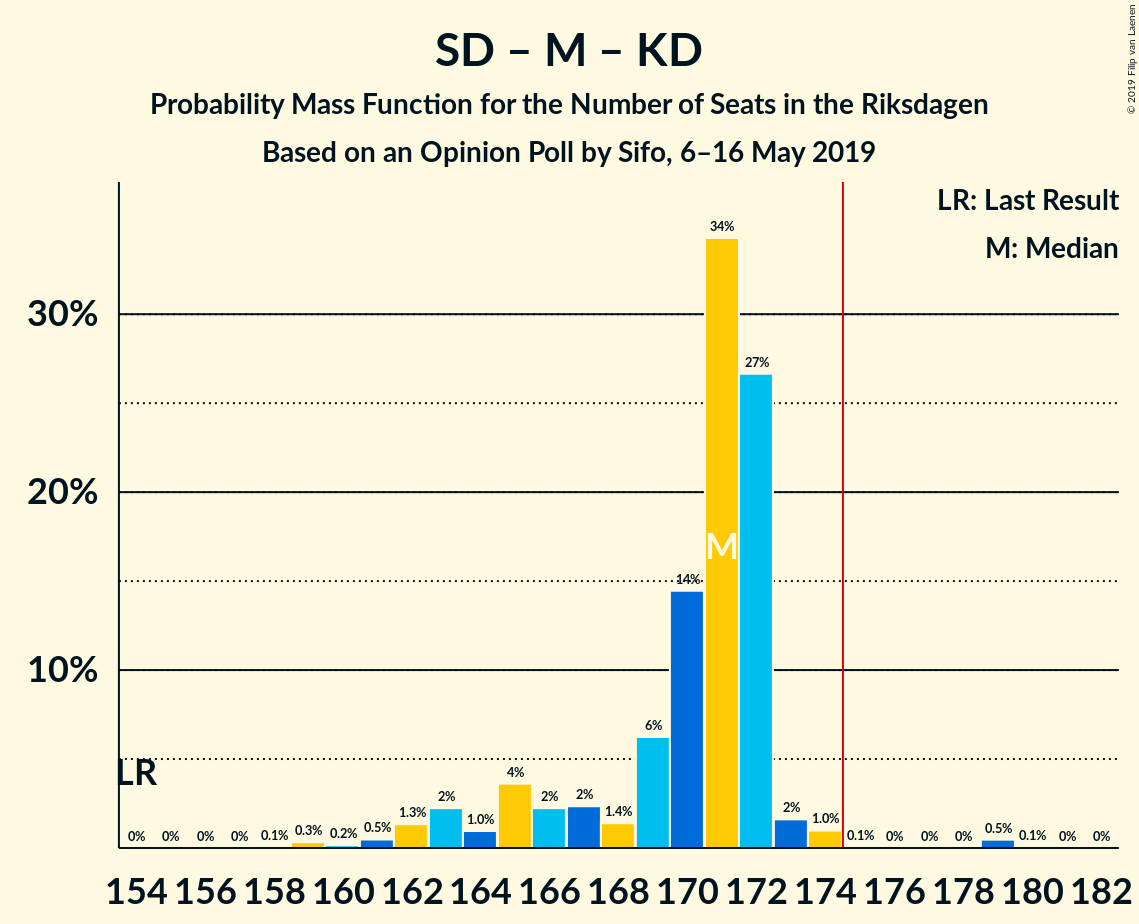 SD – M – KD
Probability Mass Function for the Number of Seats in the Riksdagen
Based on an Opinion Poll by Sifo, 6–16 May 2019
© 2019 Filip van Laenen
LR: Last Result
M: Median
30%
20%
10%
LR
M
0% 0% 0% 0% 0.1% 0.3% 0.2% 0.5% 1.3% 2% 1.0% 4% 2% 2% 1.4% 6% 14% 34% 27% 2% 1.0% 0.1% 0% 0% 0% 0.5% 0.1% 0% 0%
154 156 158 160 162 164 166 168 170 172 174 176 178 180 182